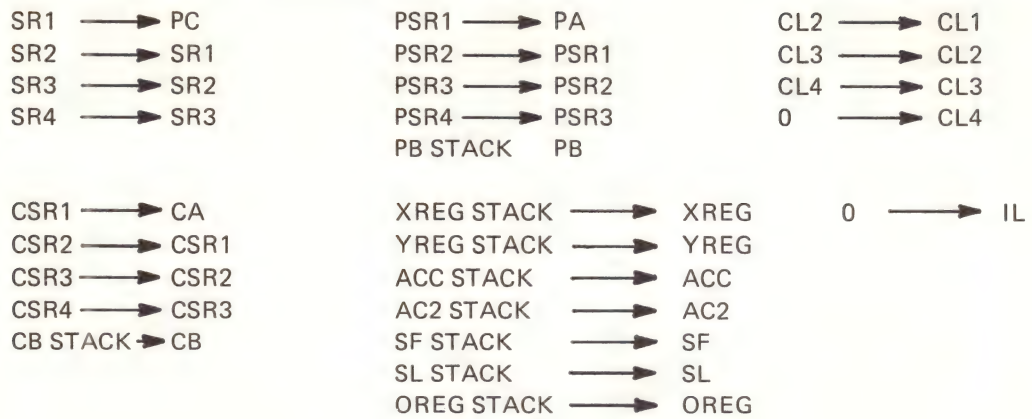 SR1 → PC
SR2 → SR1
SR3 → SR2
SR4 → SR3
PSR1 → PA
PSR2 → PSR1
PSR3 → PSR2
PSR4 → PSR3
PB STACK PB
CL2 → CL1
CL3 → CL2
CL4 → CL3
0 → CL4
CSR1 → CA
CSR2 → CSR1
CSR3 → CSR2
CSR4 → CSR3
CB STACK → CB
XREG STACK → XREG
YREG STACK → YREG
ACC STACK → ACC
AC2 STACK → AC2
SF STACK → SF
SL STACK → SL
OREG STACK → OREG
0 → IL